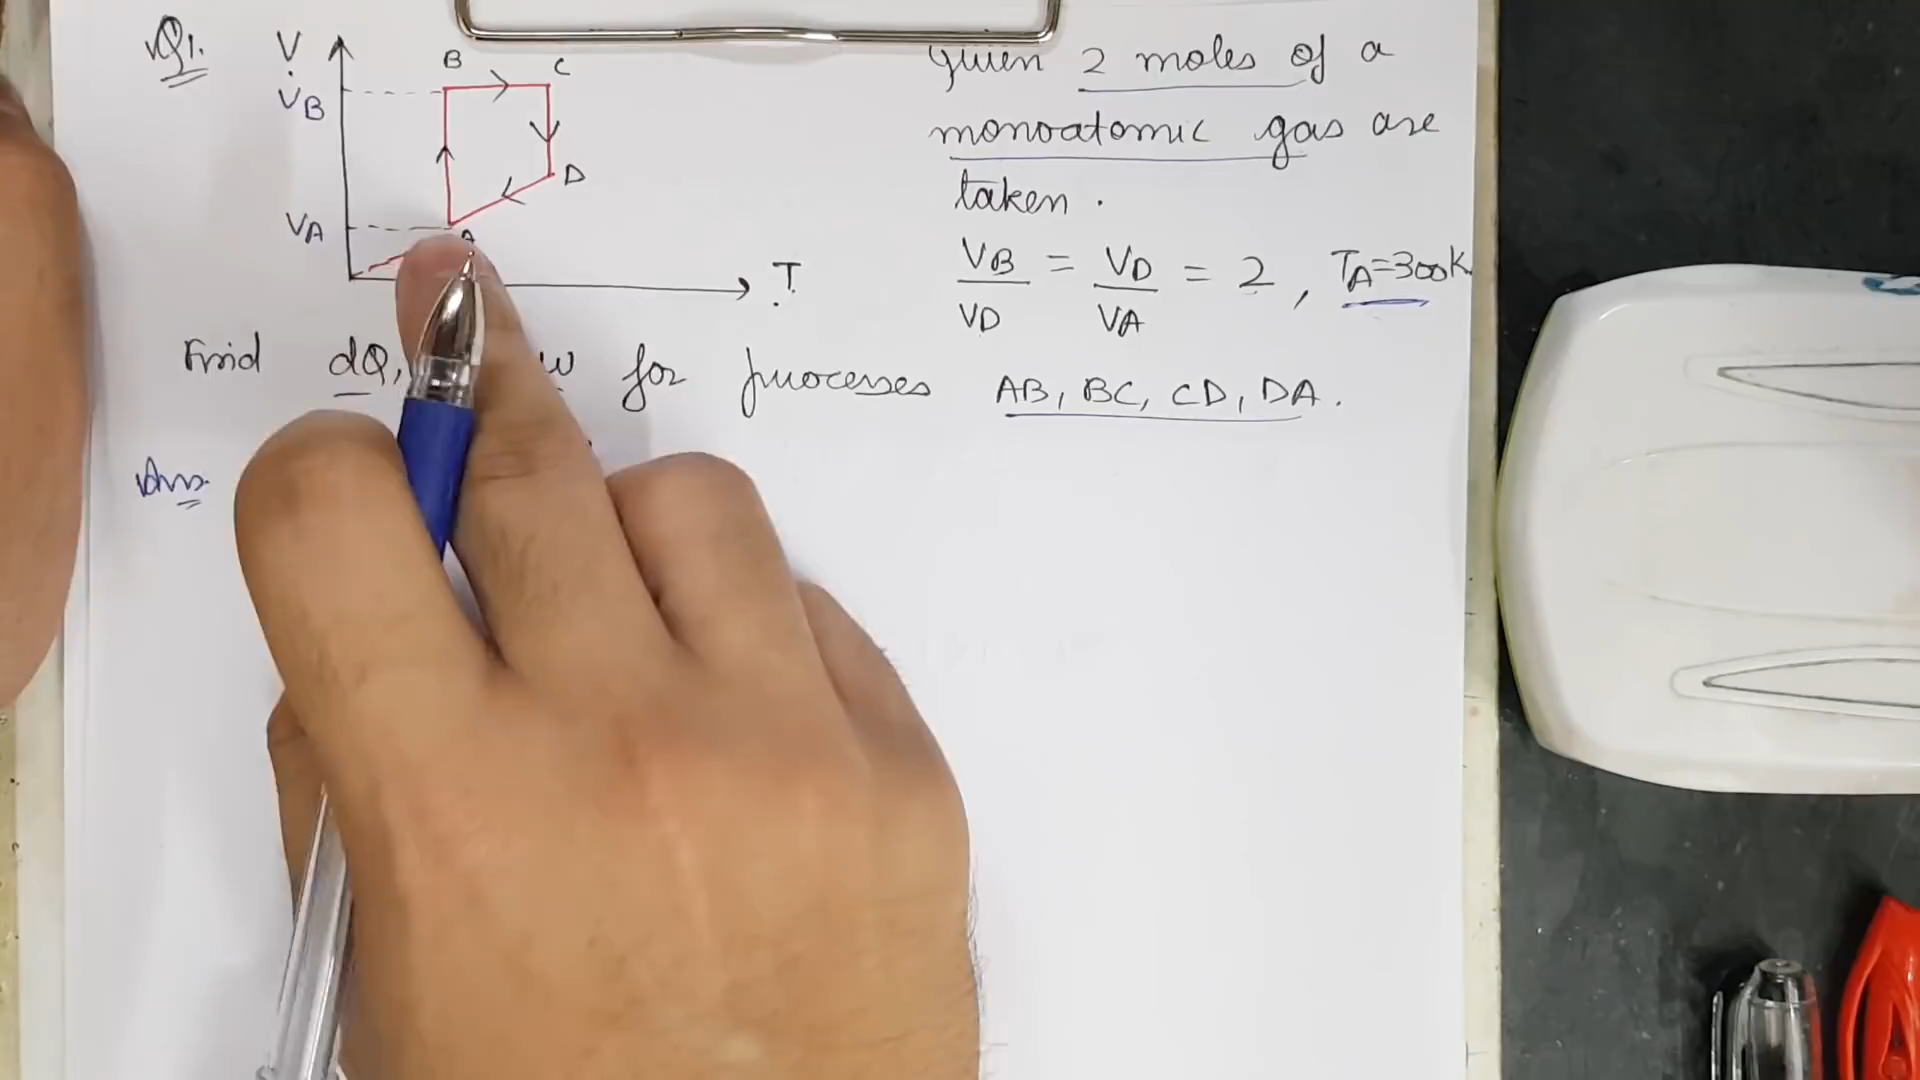 Q1.
V
VB
VA
B
C
D
A
T
Given 2 moles of a
monoatomic gas are
taken.
VB/VD = VD/VA = 2, TA=300K
Find dQ, w for processes AB, BC, CD, DA.
Ans.